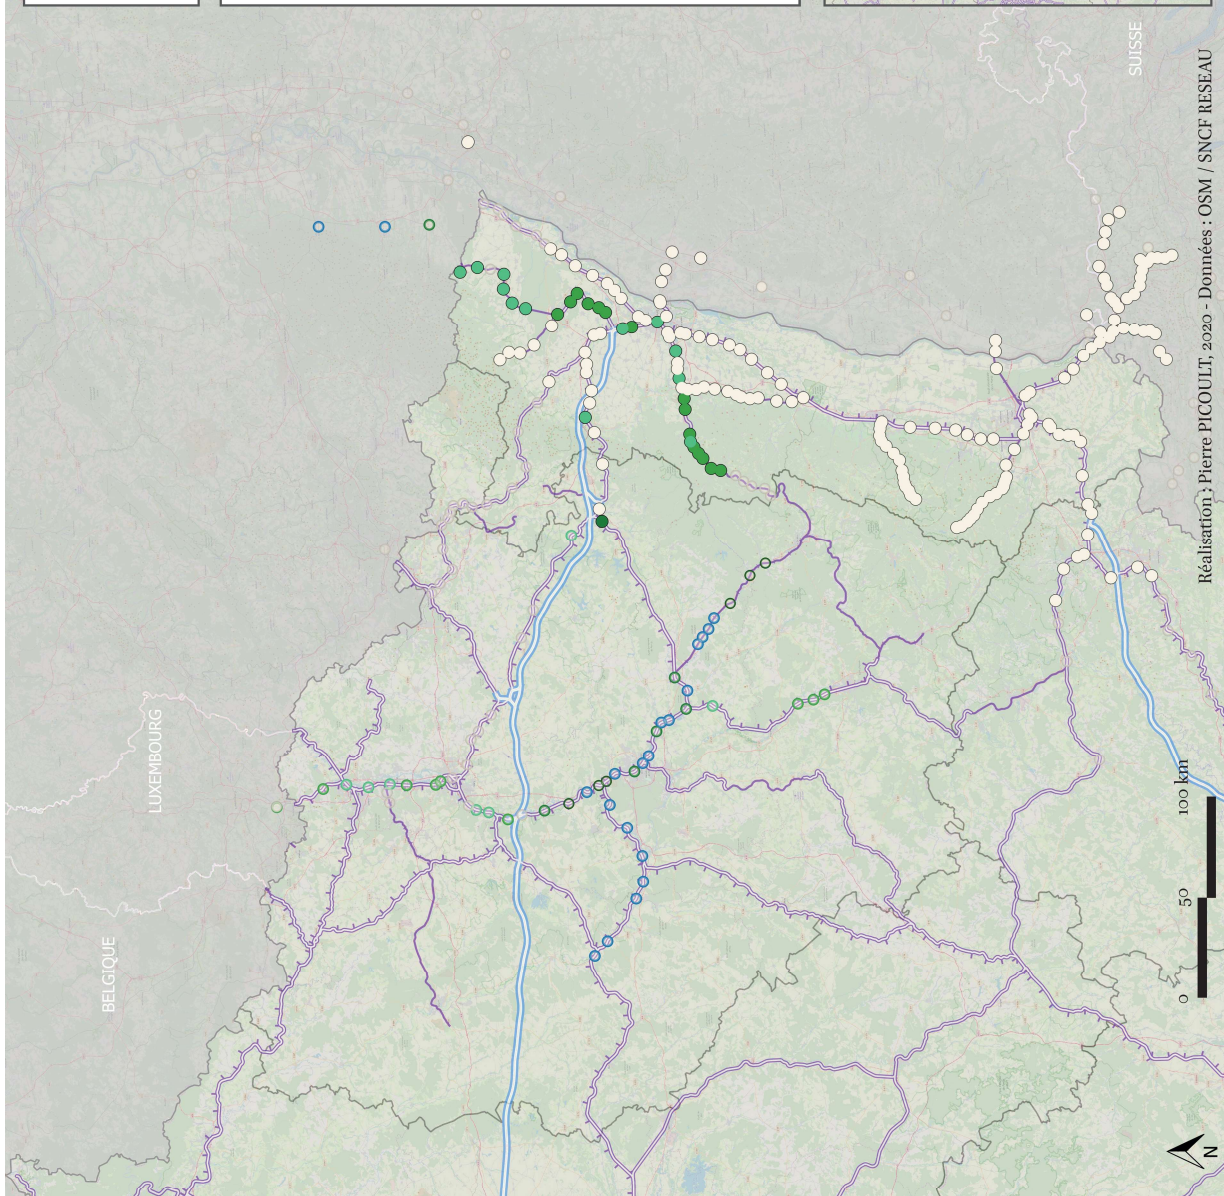 SUISSE
LUXEMBOURG
BELGIQUE
Réalisation : Pierre PICOULT, 2020 - Données : OSM / SNCF RESEAU
0 50 100 km
N